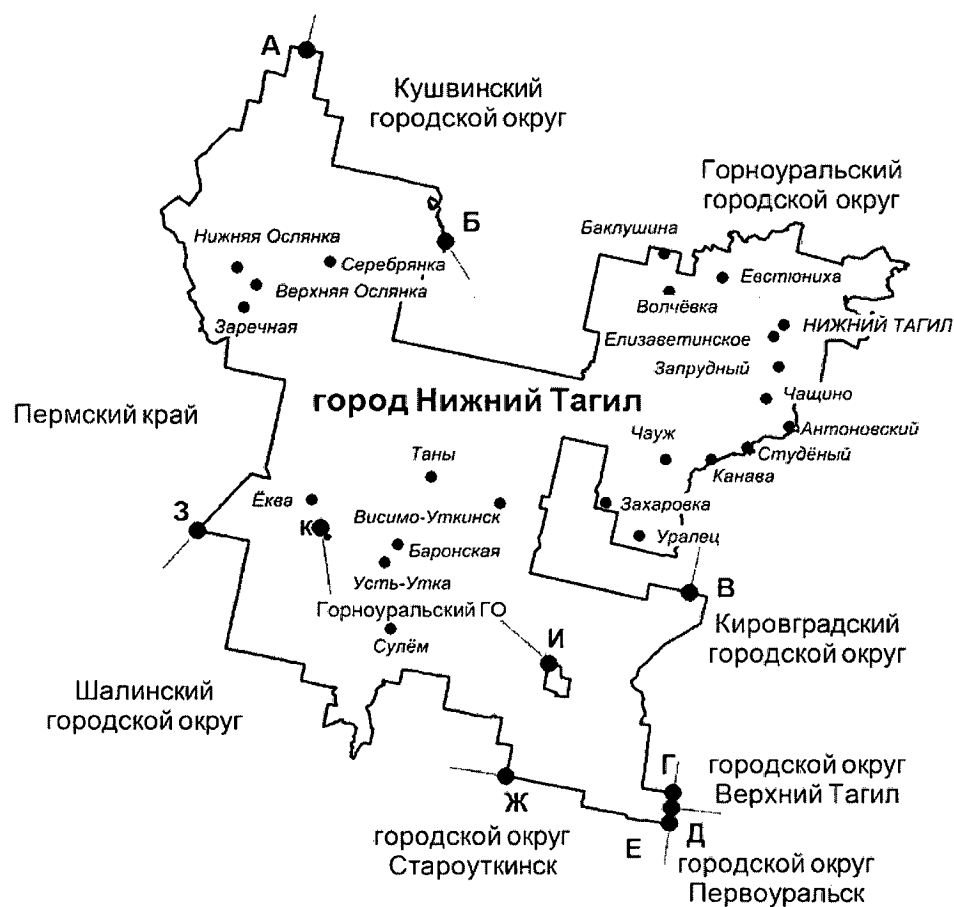 А
Кушвинский
городской округ
Горноуральский
городской округ
Б
Баклушина
Нижняя Ослянка
Серебрянка
Евстюниха
Верхняя Ослянка
Волчёвка
Заречная
НИЖНИЙ ТАГИЛ
Елизаветинское
Запрудный
Пермский край
город Нижний Тагил
Чащино
Антоновский
Чауж
Студёный
Таны
Канава
Ёква
З
К
Висимо-Уткинск
Захаровка
Уралец
Баронская
Усть-Утка
В
Горноуральский ГО
Кировградский
городской округ
И
Сулём
Шалинский
городской округ
Г
городской округ
Верхний Тагил
Ж
Е
Д
городской округ
Староуткинск
городской округ
Первоуральск